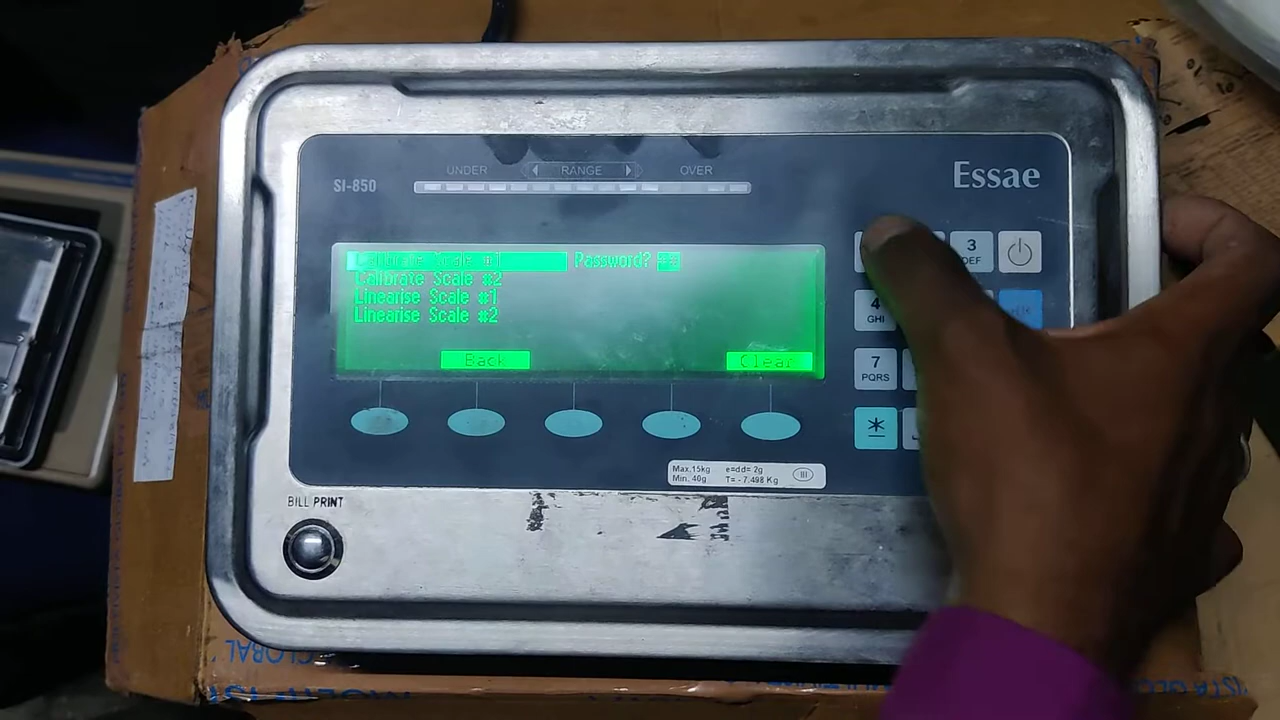 UNDER RANGE OVER
SI-850
Essae
Calibrate Scale #1 Password? **
Calibrate Scale #2
Linearise Scale #1
Linearise Scale #2
Back Clear
3
DEF
4
GHI
7
PQRS
*
Max.15kg e=dd= 2g
Min. 40g T= - 7.498 Kg
III
BILL PRINT
GLOBAL